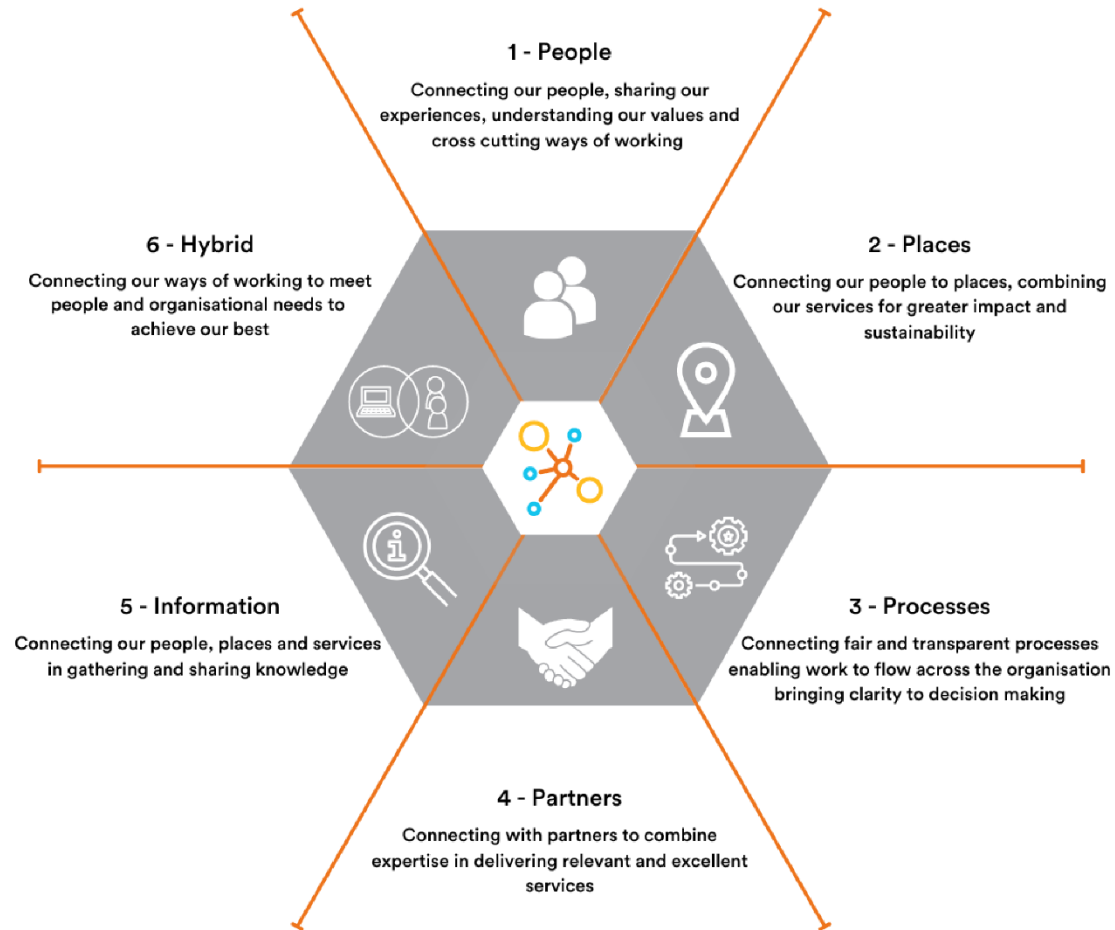 1 - People
Connecting our people, sharing our
experiences, understanding our values and
cross cutting ways of working
2 - Places
Connecting our people to places, combining
our services for greater impact and
sustainability
3 - Processes
Connecting fair and transparent processes
enabling work to flow across the organisation
bringing clarity to decision making
4 - Partners
Connecting with partners to combine
expertise in delivering relevant and excellent
services
5 - Information
Connecting our people, places and services
in gathering and sharing knowledge
6 - Hybrid
Connecting our ways of working to meet
people and organisational needs to
achieve our best
i